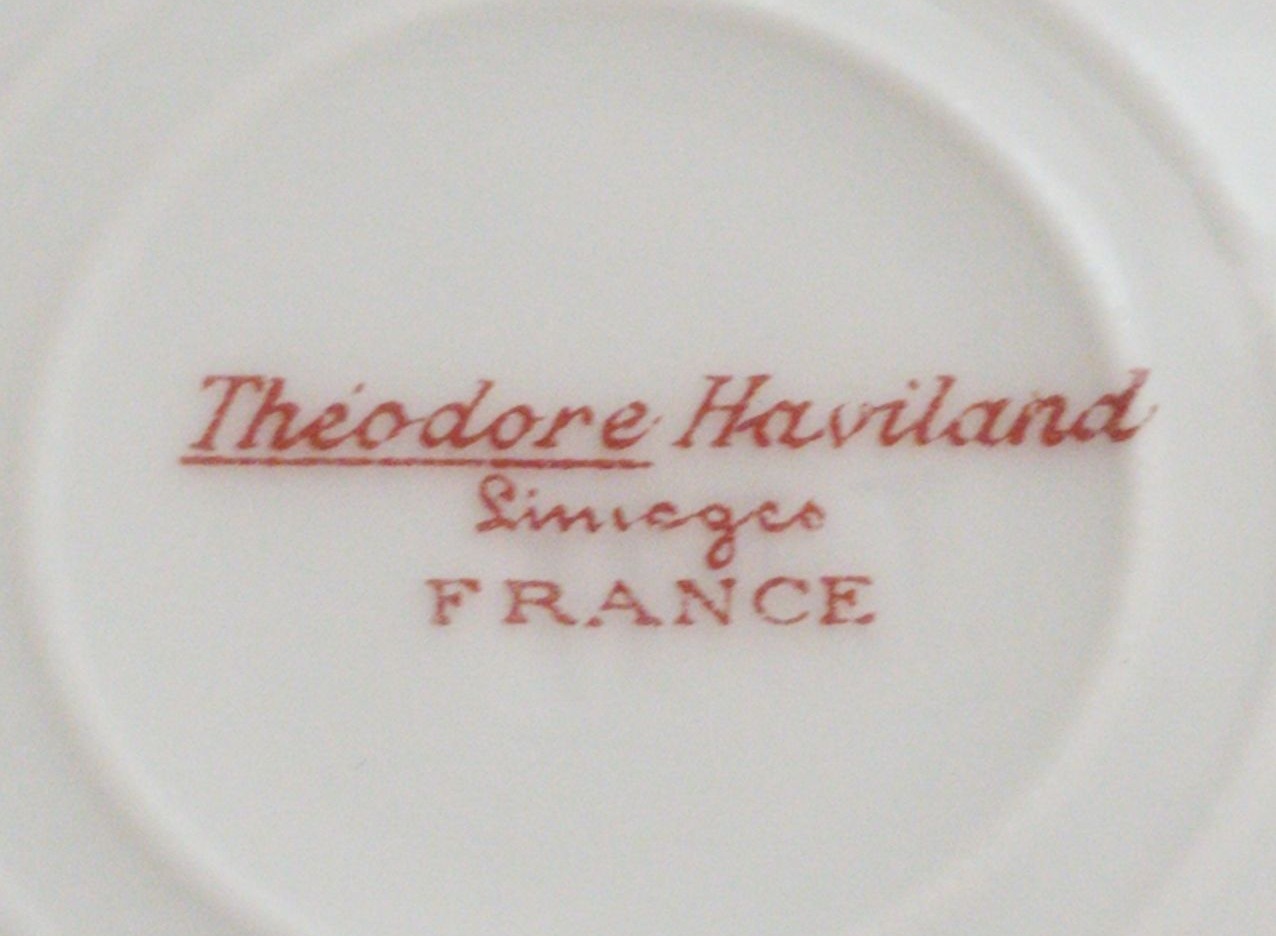 Théodore Haviland
Limoges
FRANCE